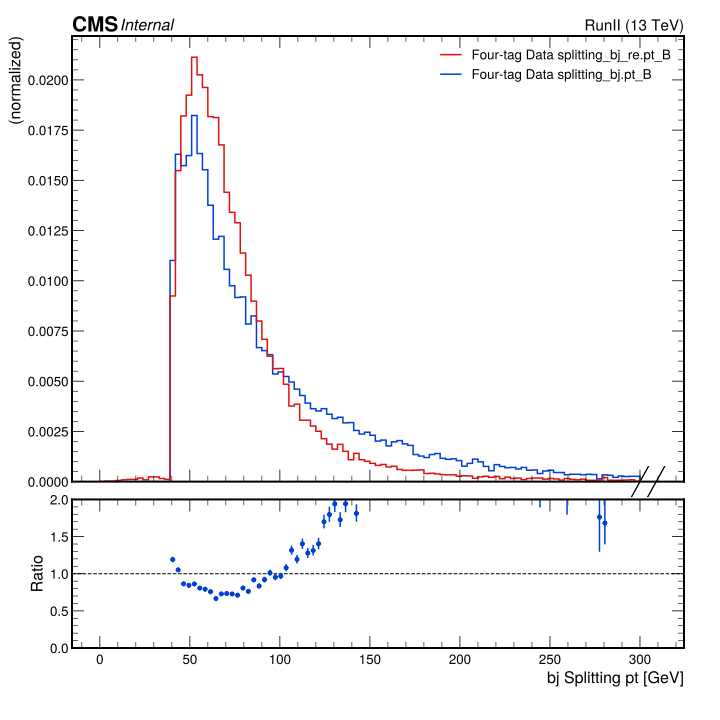 CMS Internal RunII (13 TeV)
(normalized)
Four-tag Data splitting_bj_re.pt_B
Four-tag Data splitting_bj.pt_B
0.0200
0.0175
0.0150
0.0125
0.0100
0.0075
0.0050
0.0025
0.0000
Ratio
2.0
1.5
1.0
0.5
0.0
0 50 100 150 200 250 300
bj Splitting pt [GeV]